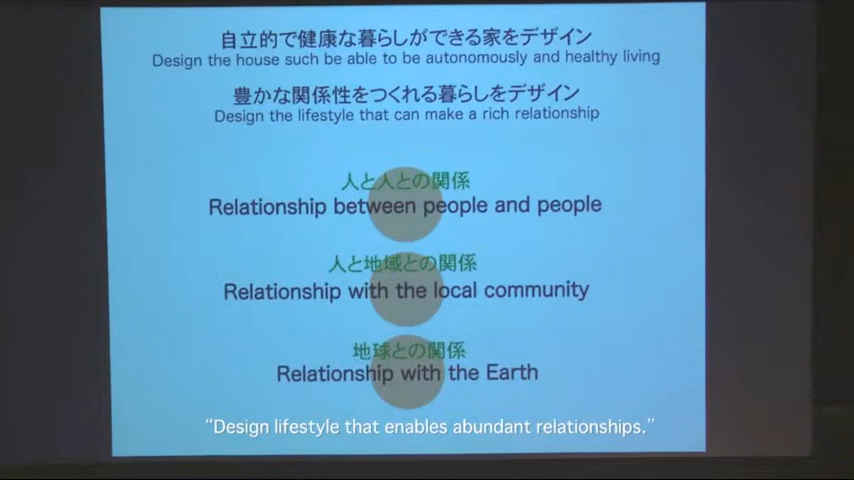 自立的で健康な暮らしができる家をデザイン
Design the house such be able to be autonomously and healthy living
豊かな関係性をつくれる暮らしをデザイン
Design the lifestyle that can make a rich relationship
人と人との関係
Relationship between people and people
人と地域との関係
Relationship with the local community
地球との関係
Relationship with the Earth
“Design lifestyle that enables abundant relationships.”